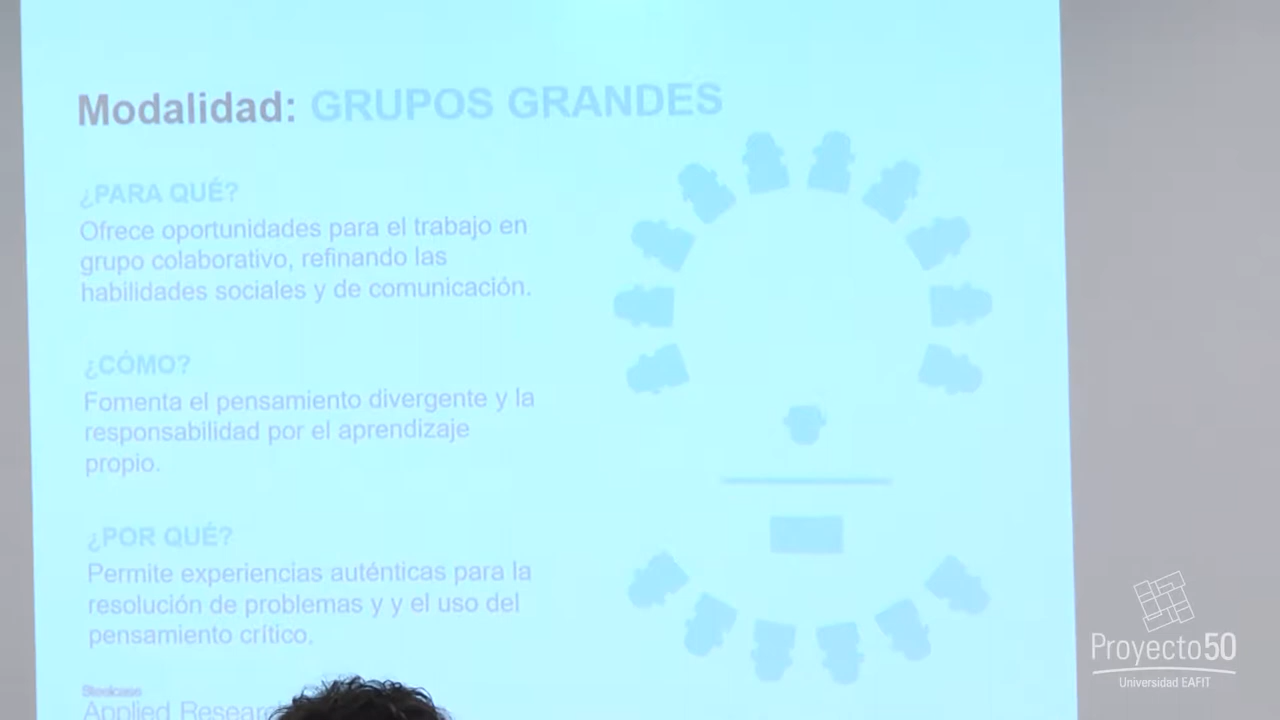 Modalidad: GRUPOS GRANDES
¿PARA QUÉ?
Ofrece oportunidades para el trabajo en
grupo colaborativo, refinando las
habilidades sociales y de comunicación.
¿CÓMO?
Fomenta el pensamiento divergente y la
responsabilidad por el aprendizaje
propio.
¿POR QUÉ?
Permite experiencias auténticas para la
resolución de problemas y y el uso del
pensamiento crítico.
Steelcase
Applied
Proyecto50
Universidad EAFIT